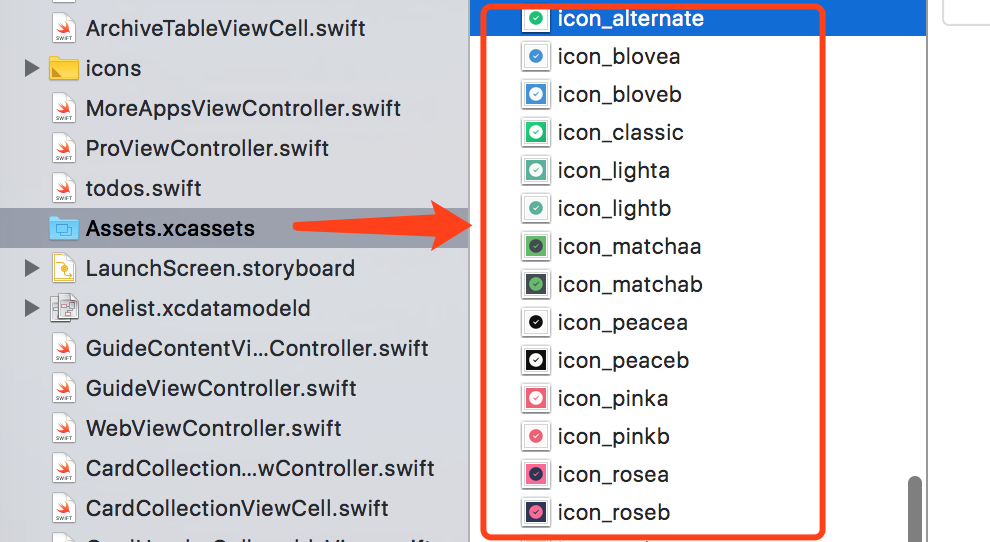 ArchiveTableViewCell.swift
icons
MoreAppsViewController.swift
ProViewController.swift
todos.swift
Assets.xcassets
LaunchScreen.storyboard
onelist.xcdatamodeld
GuideContentVi...Controller.swift
GuideViewController.swift
WebViewController.swift
CardCollection...wController.swift
CardCollectionViewCell.swift
icon_alternate
icon_blovea
icon_bloveb
icon_classic
icon_lighta
icon_lightb
icon_matchaa
icon_matchab
icon_peacea
icon_peaceb
icon_pinka
icon_pinkb
icon_rosea
icon_roseb